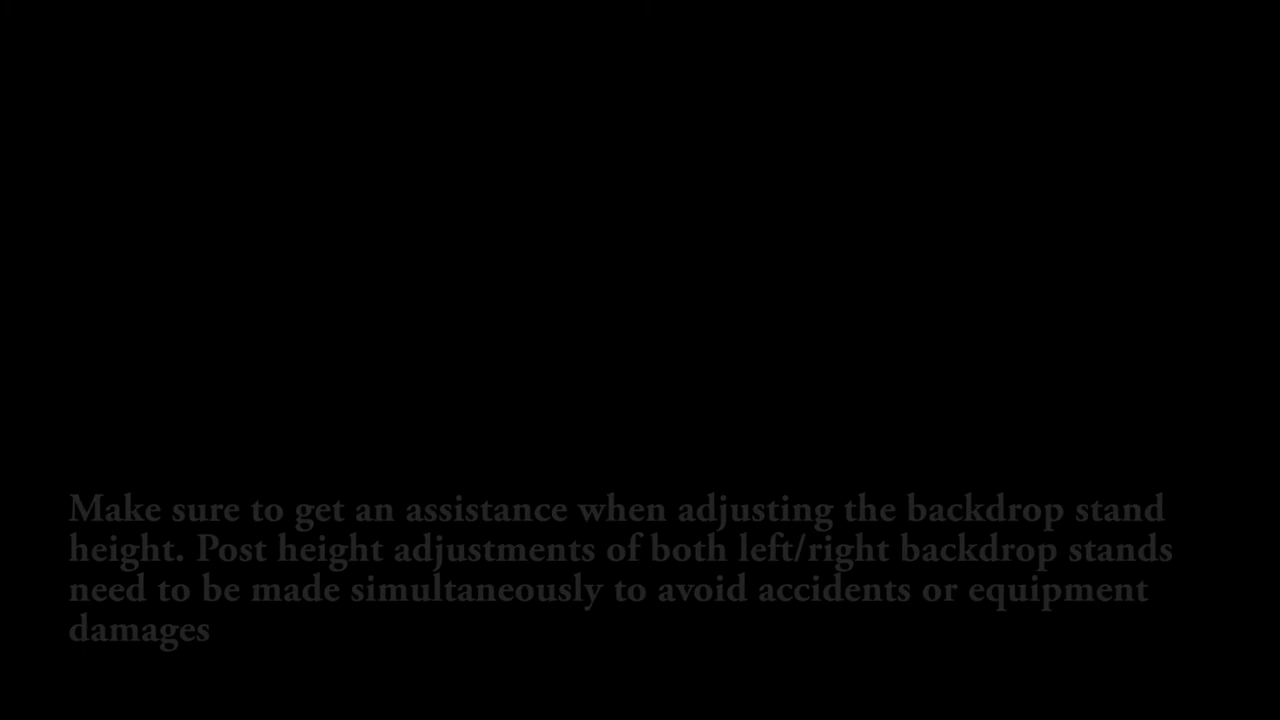 Make sure to get an assistance when adjusting the backdrop stand
height. Post height adjustments of both left/right backdrop stands
need to be made simultaneously to avoid accidents or equipment
damages